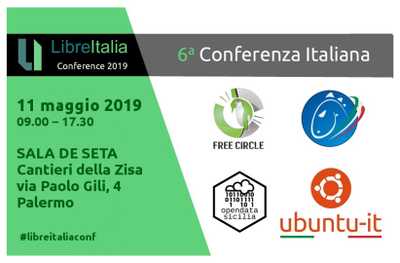 LibreItalia
Conference 2019
6ª Conferenza Italiana
11 maggio 2019
09.00 – 17.30
SALA DE SETA
Cantieri della Zisa
via Paolo Gili, 4
Palermo
#libreitaliaconf
FREE CIRCLE
opendata
sicilia
ubuntu-it